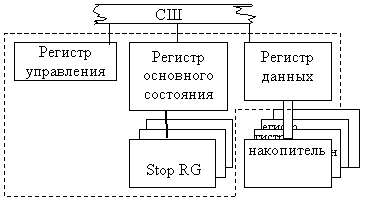 СШ
Регистр
управления
Регистр
основного
состояния
Регистр
данных
Stop RG
накопитель